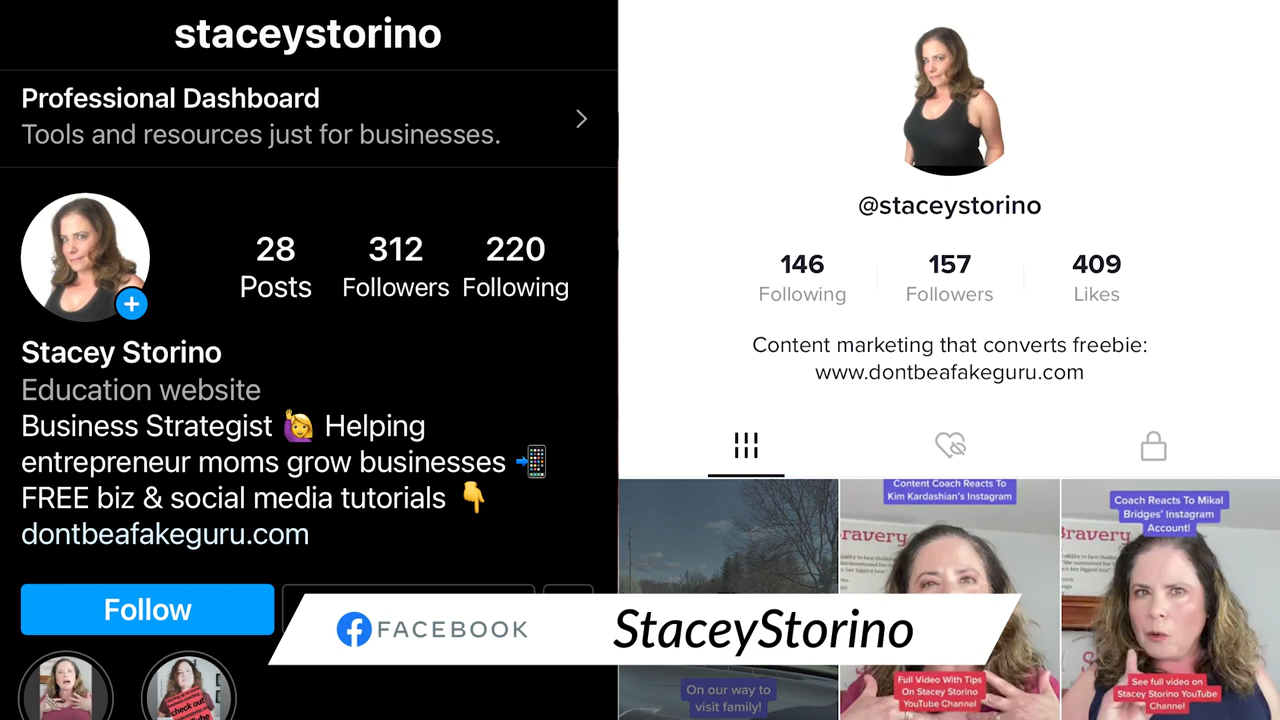 staceystorino
Professional Dashboard
Tools and resources just for businesses.
28
Posts
312
Followers
220
Following
Stacey Storino
Education website
Business Strategist 🙋‍♀️ Helping
entrepreneur moms grow businesses 📲
FREE biz & social media tutorials 👇
dontbeafakeguru.com
Follow
check out
@staceystorino
146
Following
157
Followers
409
Likes
Content marketing that converts freebie:
www.dontbeafakeguru.com
On our way to
visit family!
Content Coach Reacts To
Kim Kardashian's Instagram
Bravery
Full Video With Tips
On Stacey Storino
YouTube Channel
Coach Reacts To Mikal
Bridges' Instagram
Account!
Bravery
See full video on
Stacey Storino YouTube
Channel!
FACEBOOK
StaceyStorino